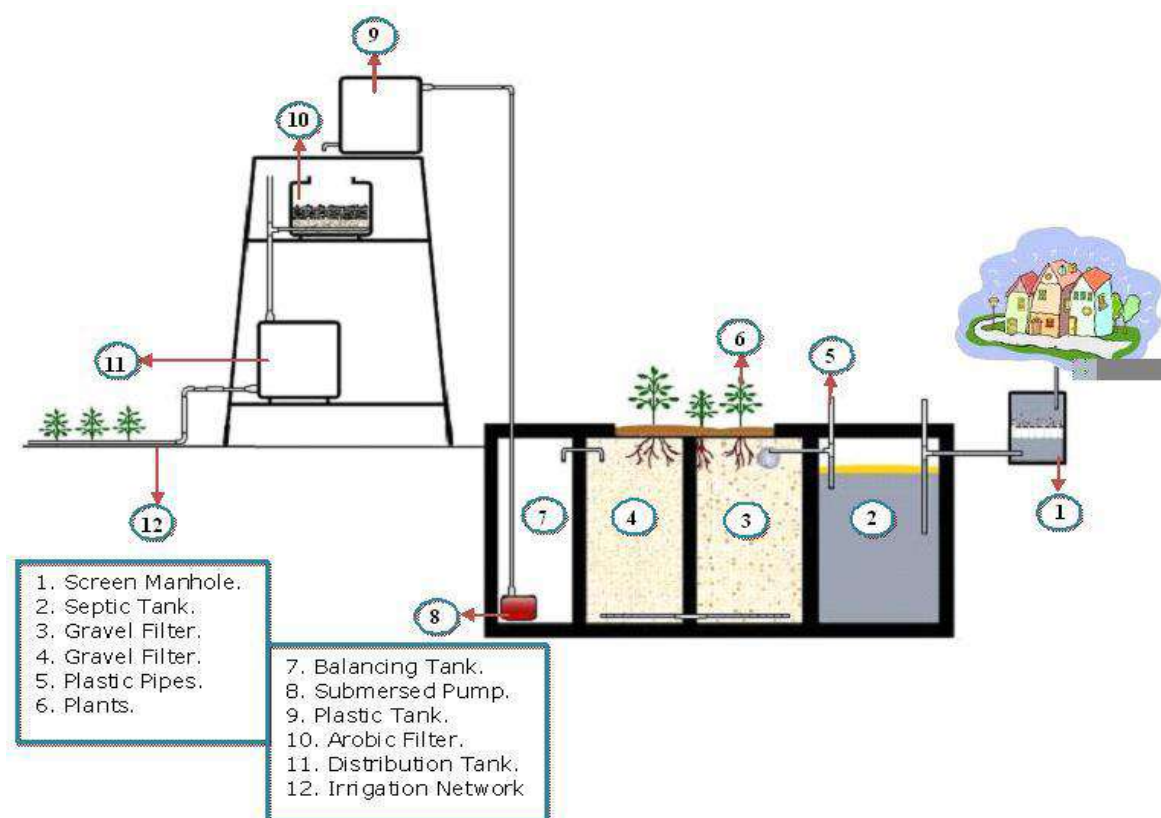 9
10
6
5
11
7
4
3
2
1
12
8
1. Screen Manhole.
2. Septic Tank.
3. Gravel Filter.
4. Gravel Filter.
5. Plastic Pipes.
6. Plants.
7. Balancing Tank.
8. Submersed Pump.
9. Plastic Tank.
10. Arobic Filter.
11. Distribution Tank.
12. Irrigation Network